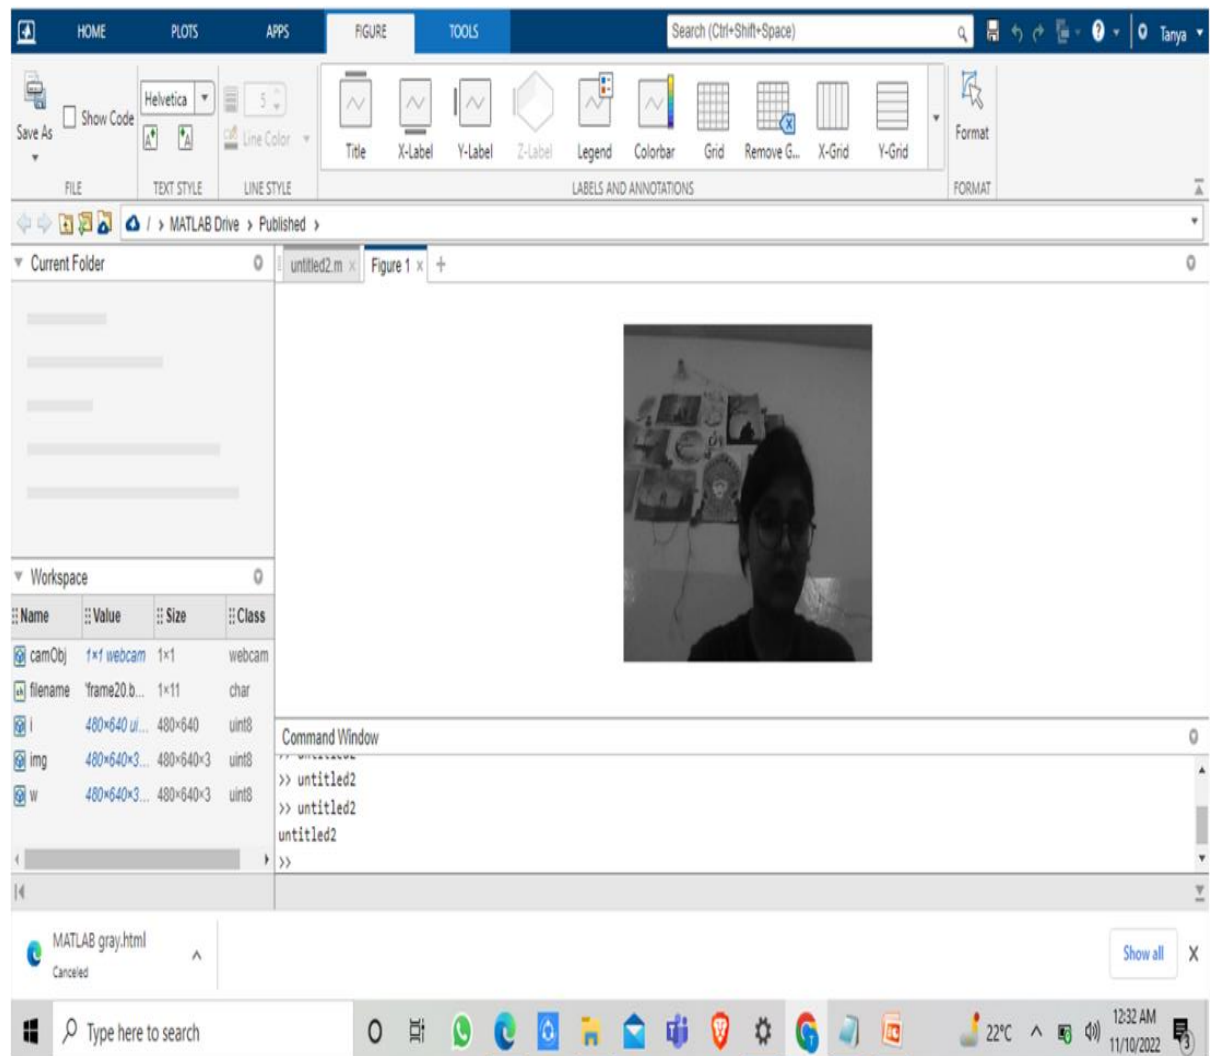 HOME PLOTS APPS FIGURE TOOLS Search (Ctrl+Shift+Space) Tanya
Save As Show Code Helvetica 5 Line Color Title X-Label Y-Label Z-Label Legend Colorbar Grid Remove G... X-Grid Y-Grid Format
FILE TEXT STYLE LINE STYLE LABELS AND ANNOTATIONS FORMAT
/ > MATLAB Drive > Published >
Current Folder
untitled2.m × Figure 1 × +
Workspace
Name Value Size Class
camObj 1×1 webcam 1×1 webcam
filename 'frame20.b... 1×11 char
i 480×640 ui... 480×640 uint8
img 480×640×3... 480×640×3 uint8
w 480×640×3... 480×640×3 uint8
Command Window
>> untitled2
>> untitled2
>> untitled2
untitled2
>>
MATLAB gray.html
Canceled
Show all X
Type here to search
22°C
12:32 AM
11/10/2022
3